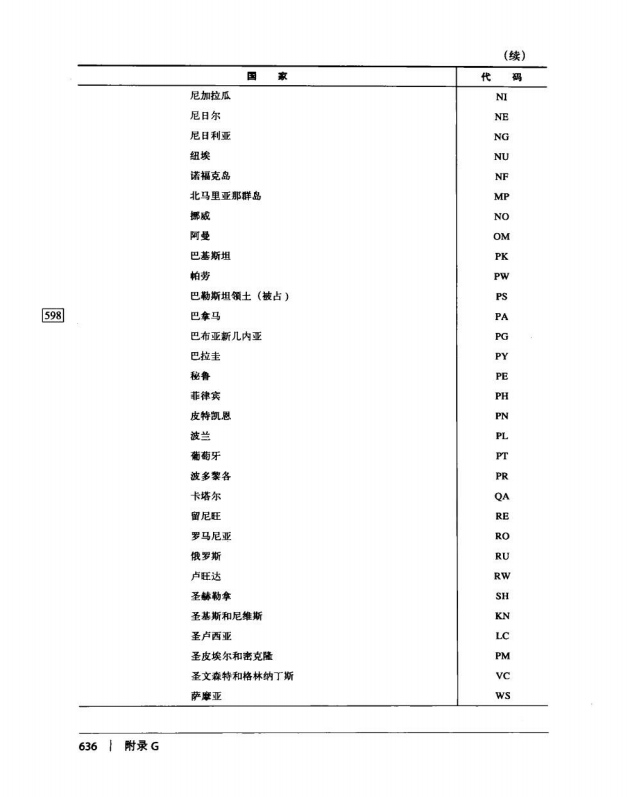 （续）
国 家 代 码
尼加拉瓜 NI
尼日尔 NE
尼日利亚 NG
纽埃 NU
诺福克岛 NF
北马里亚那群岛 MP
挪威 NO
阿曼 OM
巴基斯坦 PK
帕劳 PW
巴勒斯坦领土（被占） PS
598
巴拿马 PA
巴布亚新几内亚 PG
巴拉圭 PY
秘鲁 PE
菲律宾 PH
皮特凯恩 PN
波兰 PL
葡萄牙 PT
波多黎各 PR
卡塔尔 QA
留尼旺 RE
罗马尼亚 RO
俄罗斯 RU
卢旺达 RW
圣赫勒拿 SH
圣基斯和尼维斯 KN
圣卢西亚 LC
圣皮埃尔和密克隆 PM
圣文森特和格林纳丁斯 VC
萨摩亚 WS
636 | 附录 G